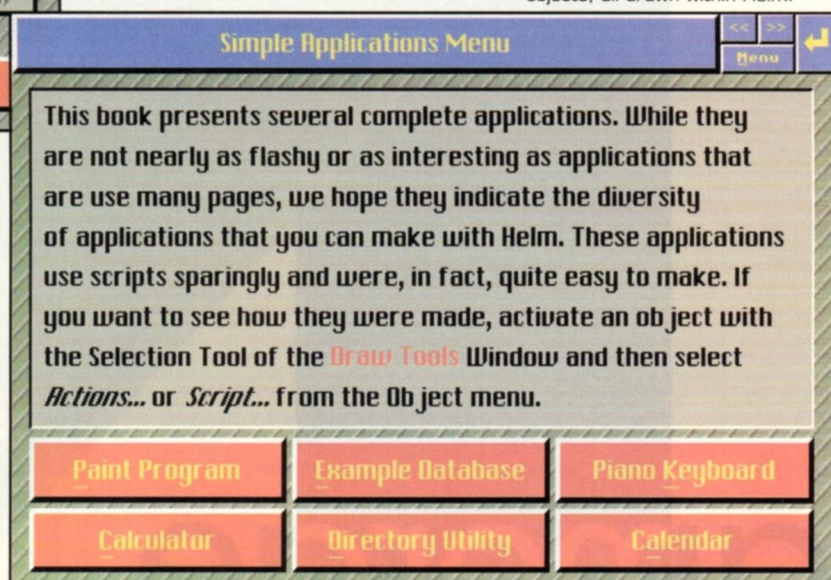 objects, all drawn within Helm.
Simple Applications Menu
<< >>
Menu
This book presents several complete applications. While they
are not nearly as flashy or as interesting as applications that
are use many pages, we hope they indicate the diversity
of applications that you can make with Helm. These applications
use scripts sparingly and were, in fact, quite easy to make. If
you want to see how they were made, activate an object with
the Selection Tool of the Draw Tools Window and then select
Actions... or Script... from the Object menu.
Paint Program Example Database Piano Keyboard
Calculator Directory Utility Calendar